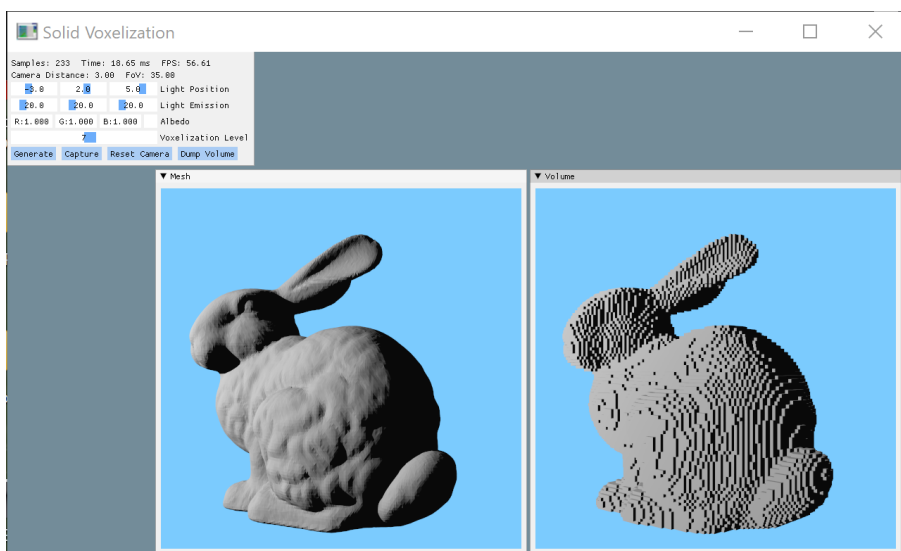 Solid Voxelization
Samples: 233 Time: 18.65 ms FPS: 56.61
Camera Distance: 3.00 FoV: 35.00
-3.0 2.0 5.0 Light Position
20.0 20.0 20.0 Light Emission
R:1.000 G:1.000 B:1.000 Albedo
7 Voxelization Level
Generate Capture Reset Camera Dump Volume
Mesh Volume